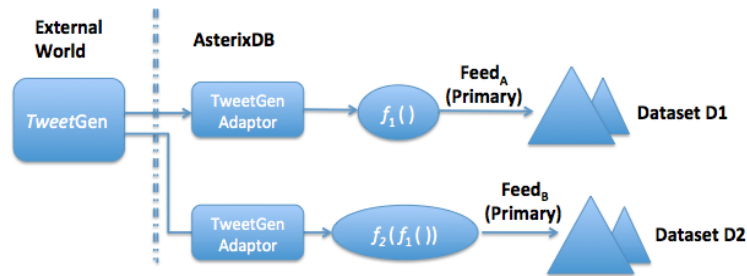 External
World
AsterixDB
TweetGen
TweetGen
Adaptor
f1()
FeedA
(Primary)
Dataset D1
TweetGen
Adaptor
f2(f1())
FeedB
(Primary)
Dataset D2